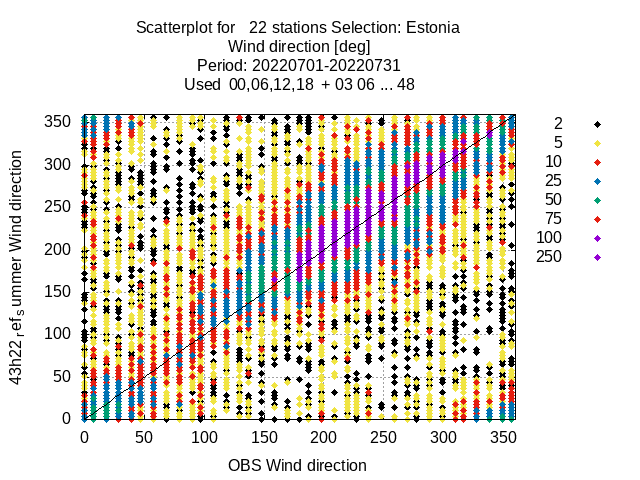 Scatterplot for 22 stations Selection: Estonia
Wind direction [deg]
Period: 20220701-20220731
Used 00,06,12,18 + 03 06 ... 48
43h22_ref_summer Wind direction
350
300
250
200
150
100
50
0
0 50 100 150 200 250 300 350
OBS Wind direction
2
5
10
25
50
75
100
250